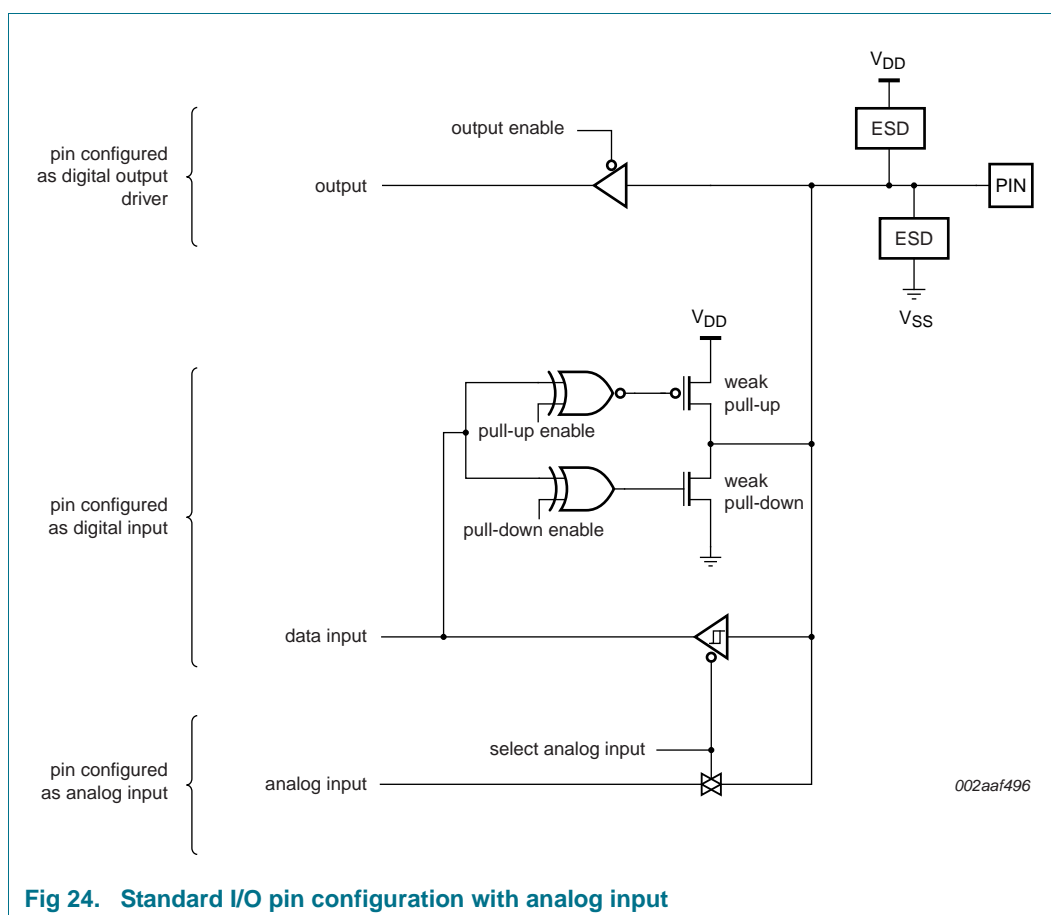 VDD
ESD
output enable
pin configured
as digital output
driver
output
PIN
ESD
VSS
VDD
weak
pull-up
pull-up enable
weak
pull-down
pull-down enable
pin configured
as digital input
data input
select analog input
pin configured
as analog input
analog input
002aaf496
Fig 24. Standard I/O pin configuration with analog input